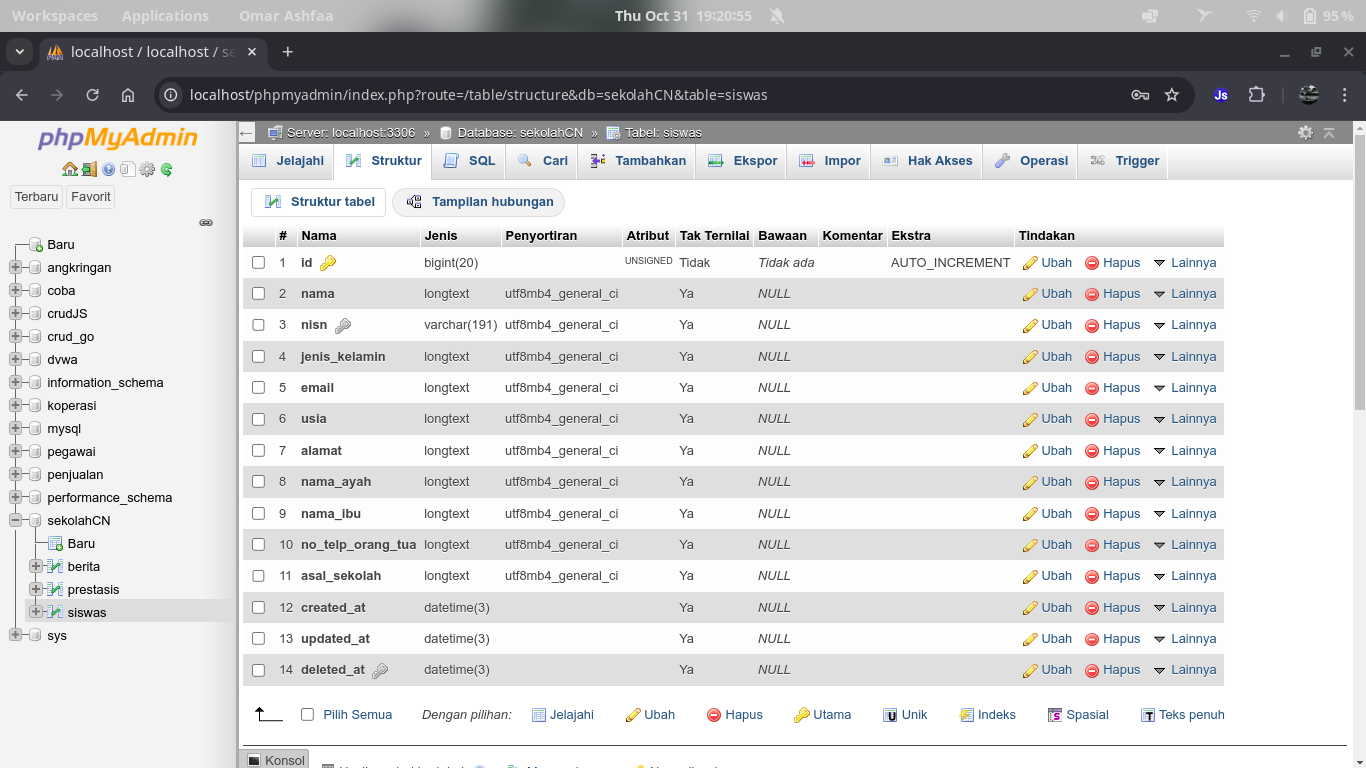 Workspaces Applications Omar Ashfaa Thu Oct 31 19:20:55 95%
localhost / localhost / se
localhost/phpmyadmin/index.php?route=/table/structure&db=sekolahCN&table=siswas Js
phpMyAdmin
Terbaru Favorit
Baru
angkringan
coba
crudJS
crud_go
dvwa
information_schema
koperasi
mysql
pegawai
penjualan
performance_schema
sekolahCN
Baru
berita
prestasis
siswas
sys
Server: localhost:3306 » Database: sekolahCN » Tabel: siswas
Jelajahi Struktur SQL Cari Tambahkan Ekspor Impor Hak Akses Operasi Trigger
Struktur tabel Tampilan hubungan
# Nama Jenis Penyortiran Atribut Tak Ternilai Bawaan Komentar Ekstra Tindakan
1 id bigint(20) UNSIGNED Tidak Tidak ada AUTO_INCREMENT Ubah Hapus Lainnya
2 nama longtext utf8mb4_general_ci Ya NULL Ubah Hapus Lainnya
3 nisn varchar(191) utf8mb4_general_ci Ya NULL Ubah Hapus Lainnya
4 jenis_kelamin longtext utf8mb4_general_ci Ya NULL Ubah Hapus Lainnya
5 email longtext utf8mb4_general_ci Ya NULL Ubah Hapus Lainnya
6 usia longtext utf8mb4_general_ci Ya NULL Ubah Hapus Lainnya
7 alamat longtext utf8mb4_general_ci Ya NULL Ubah Hapus Lainnya
8 nama_ayah longtext utf8mb4_general_ci Ya NULL Ubah Hapus Lainnya
9 nama_ibu longtext utf8mb4_general_ci Ya NULL Ubah Hapus Lainnya
10 no_telp_orang_tua longtext utf8mb4_general_ci Ya NULL Ubah Hapus Lainnya
11 asal_sekolah longtext utf8mb4_general_ci Ya NULL Ubah Hapus Lainnya
12 created_at datetime(3) Ya NULL Ubah Hapus Lainnya
13 updated_at datetime(3) Ya NULL Ubah Hapus Lainnya
14 deleted_at datetime(3) Ya NULL Ubah Hapus Lainnya
Pilih Semua Dengan pilihan: Jelajahi Ubah Hapus Utama Unik Indeks Spasial Teks penuh
Konsol